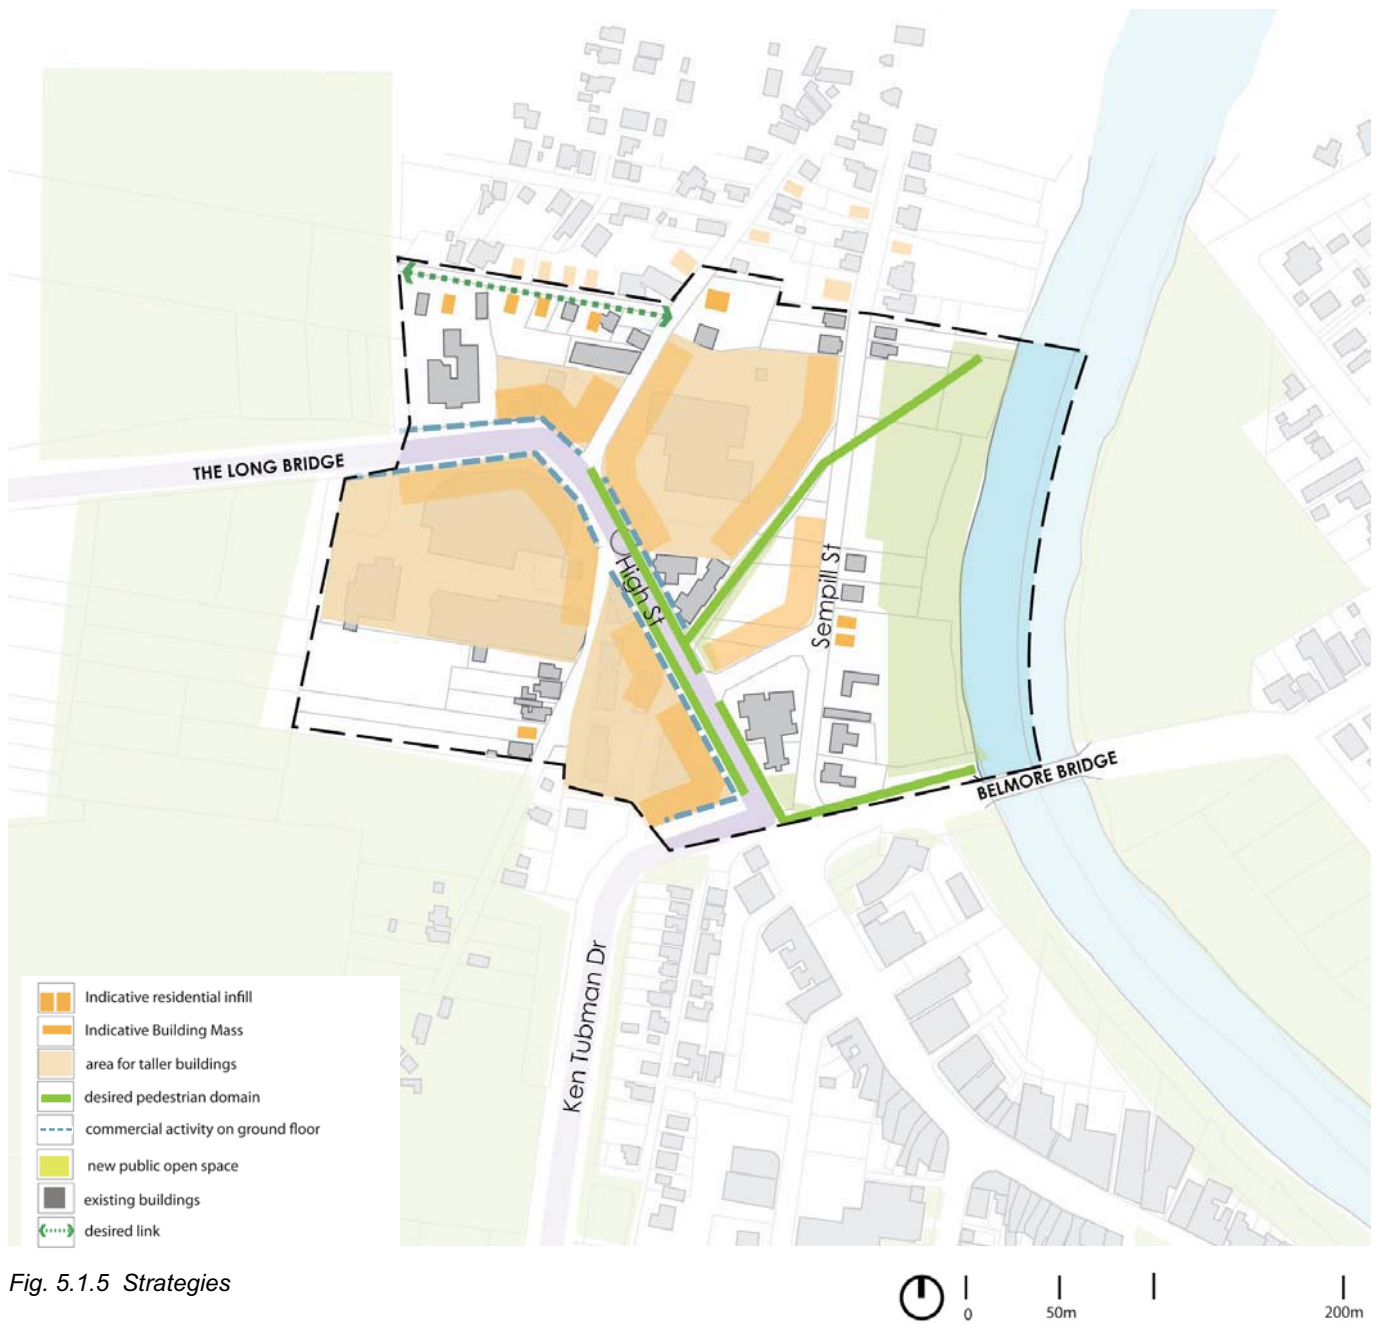 THE LONG BRIDGE
High St
Sempill St
BELMORE BRIDGE
Ken Tubman Dr
Indicative residential infill
Indicative Building Mass
area for taller buildings
desired pedestrian domain
commercial activity on ground floor
new public open space
existing buildings
desired link
Fig. 5.1.5 Strategies
0 50m 200m